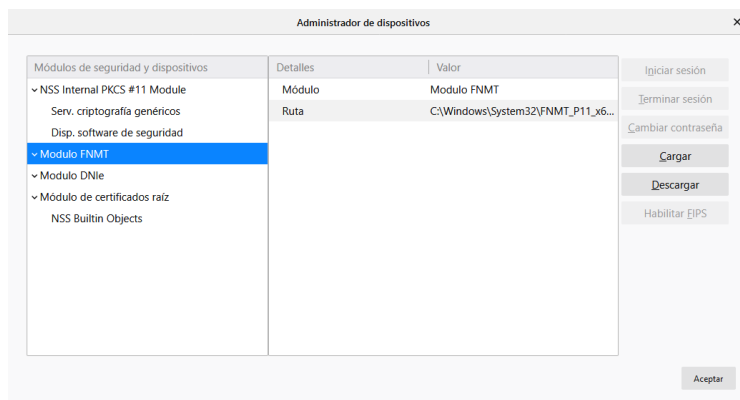 Administrador de dispositivos
Módulos de seguridad y dispositivos
NSS Internal PKCS #11 Module
Serv. criptografía genéricos
Disp. software de seguridad
Modulo FNMT
Modulo DNIe
Módulo de certificados raíz
NSS Builtin Objects
Detalles Valor
Módulo Modulo FNMT
Ruta C:\Windows\System32\FNMT_P11_x6...
Iniciar sesión
Terminar sesión
Cambiar contraseña
Cargar
Descargar
Habilitar FIPS
Aceptar